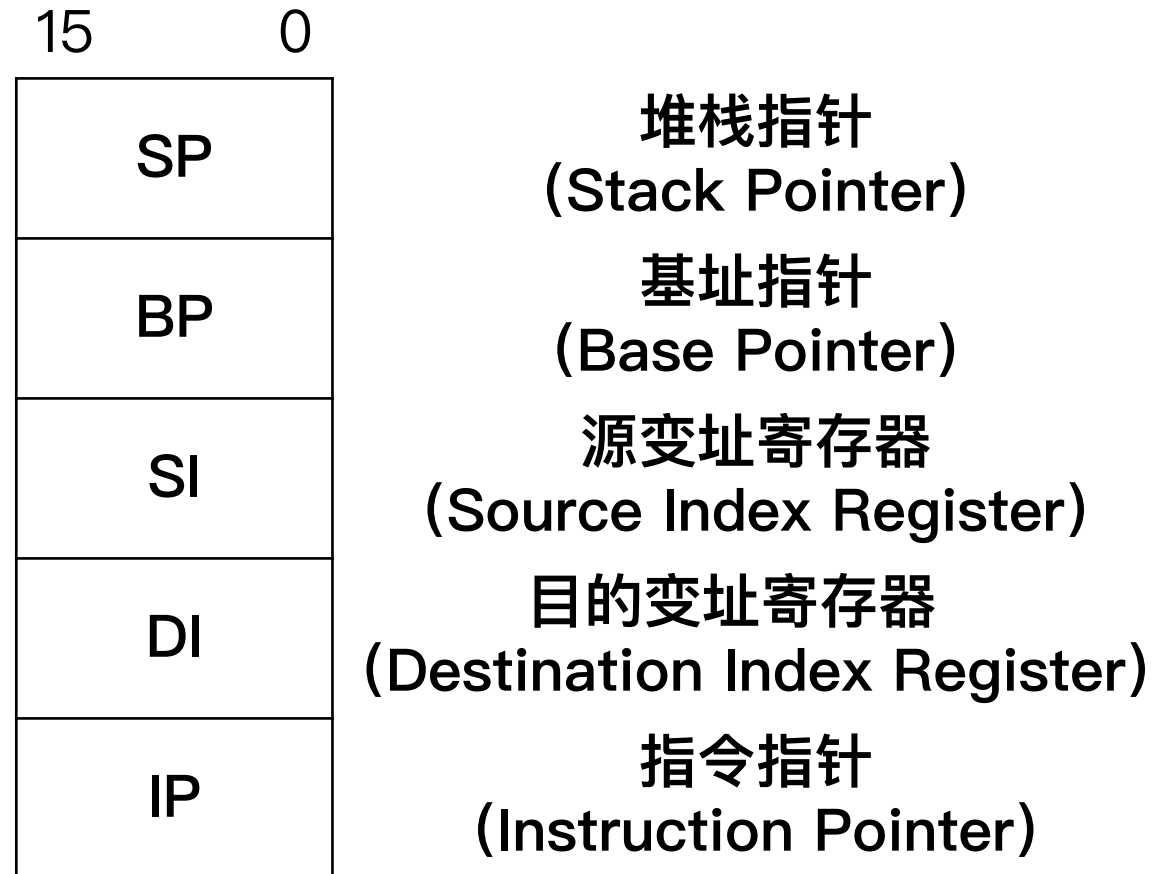 15 0
SP
堆栈指针
(Stack Pointer)
BP
基址指针
(Base Pointer)
SI
源变址寄存器
(Source Index Register)
DI
目的变址寄存器
(Destination Index Register)
IP
指令指针
(Instruction Pointer)